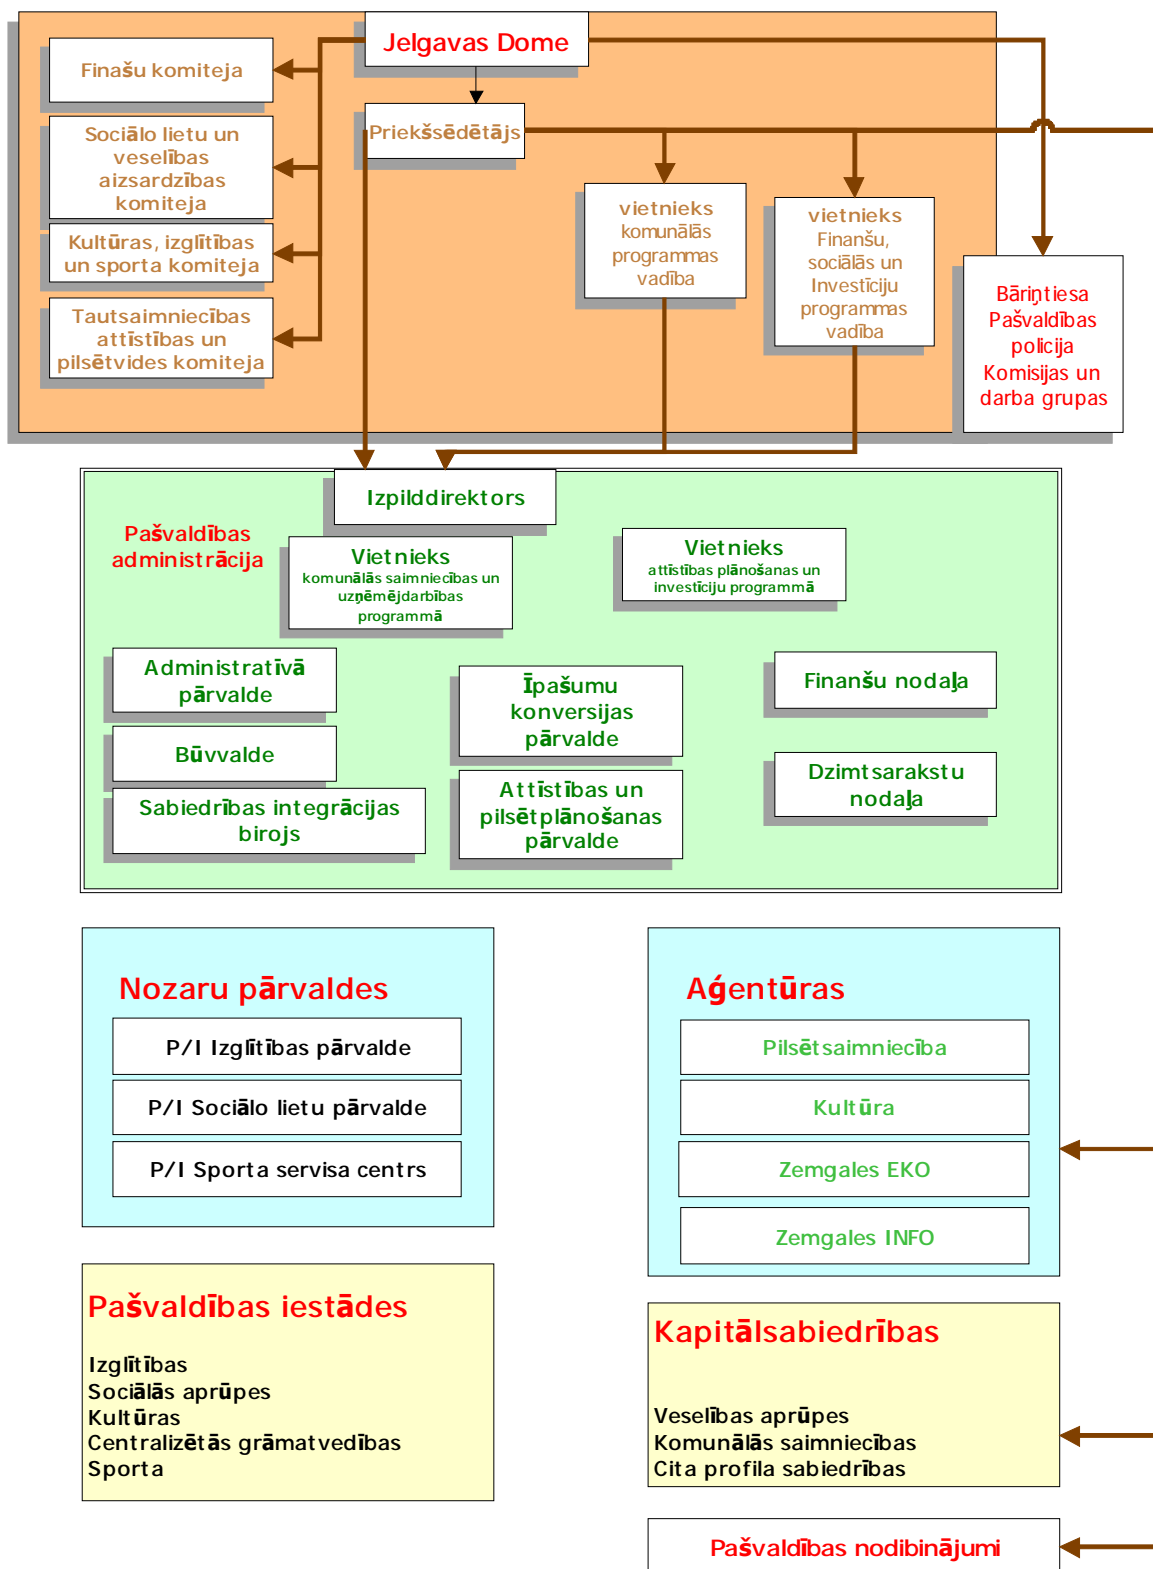 Jelgavas Dome
Finašu komiteja
Priekšsēdētājs
Sociālo lietu un
veselības
aizsardzības
komiteja
Kultūras, izglītības
un sporta komiteja
Tautsaimniecības
attīstības un
pilsētvides komiteja
vietnieks
komunālās
programmas
vadība
vietnieks
Finanšu,
sociālās un
Investīciju
programmas
vadība
Bāriņtiesa
Pašvaldības
policija
Komisijas un
darba grupas
Izpilddirektors
Pašvaldības
administrācija
Vietnieks
komunālās saimniecības un
uzņēmējdarbības
programmā
Vietnieks
attīstības plānošanas un
investīciju programmā
Administratīvā
pārvalde
Būvvalde
Sabiedrības integrācijas
birojs
Īpašumu
konversijas
pārvalde
Attīstības un
pilsētplānošanas
pārvalde
Finanšu nodaļa
Dzimtsarakstu
nodaļa
Nozaru pārvaldes
P/I Izglītības pārvalde
P/I Sociālo lietu pārvalde
P/I Sporta servisa centrs
Aģentūras
Pilsētsaimniecība
Kultūra
Zemgales EKO
Zemgales INFO
Pašvaldības iestādes
Izglītības
Sociālās aprūpes
Kultūras
Centralizētās grāmatvedības
Sporta
Kapitālsabiedrības
Veselības aprūpes
Komunālās saimniecības
Cita profila sabiedrības
Pašvaldības nodibinājumi